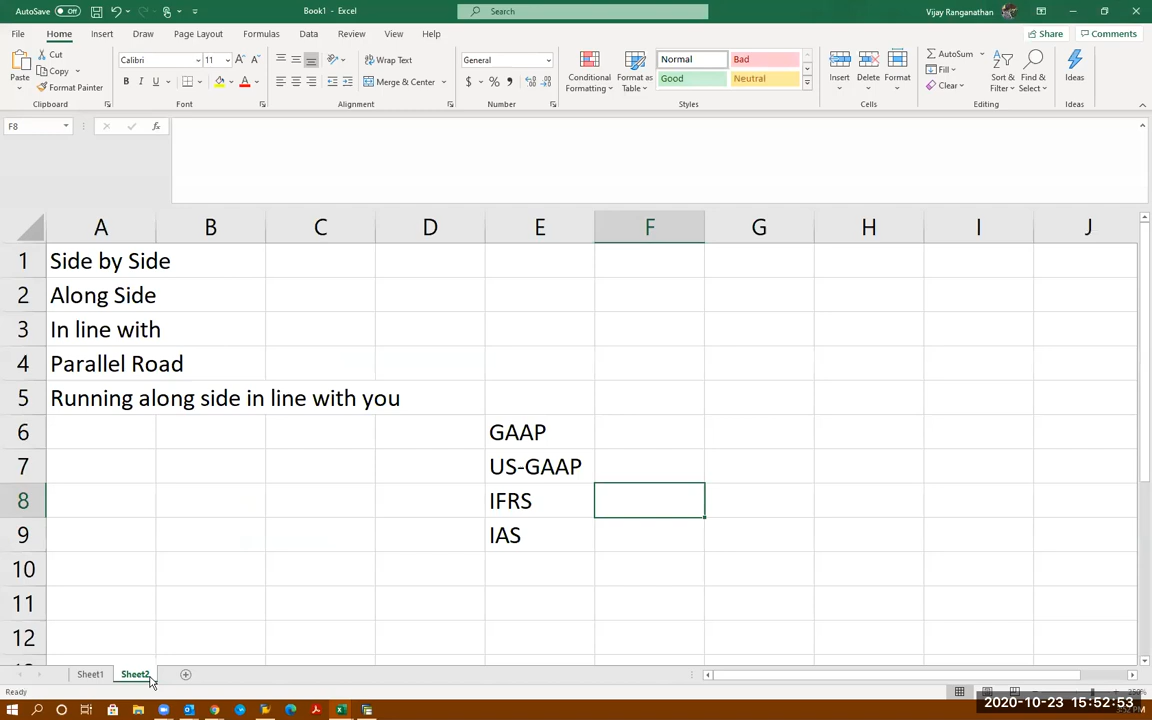 AutoSave Off Book1 - Excel Search Vijay Ranganathan
File Home Insert Draw Page Layout Formulas Data Review View Help Share Comments
Paste Cut Copy Format Painter Clipboard
Calibri 11 A A B I U A Font
Wrap Text Merge & Center Alignment
General $ % Number
Conditional Formatting Format as Table Normal Bad Good Neutral Styles
Insert Delete Format Cells
AutoSum Fill Clear Sort & Filter Find & Select Editing
Ideas Ideas
F8 fx
A B C D E F G H I J
1 Side by Side
2 Along Side
3 In line with
4 Parallel Road
5 Running along side in line with you
6 GAAP
7 US-GAAP
8 IFRS
9 IAS
10
11
12
Sheet1 Sheet2
Ready
2020-10-23 15:52:53